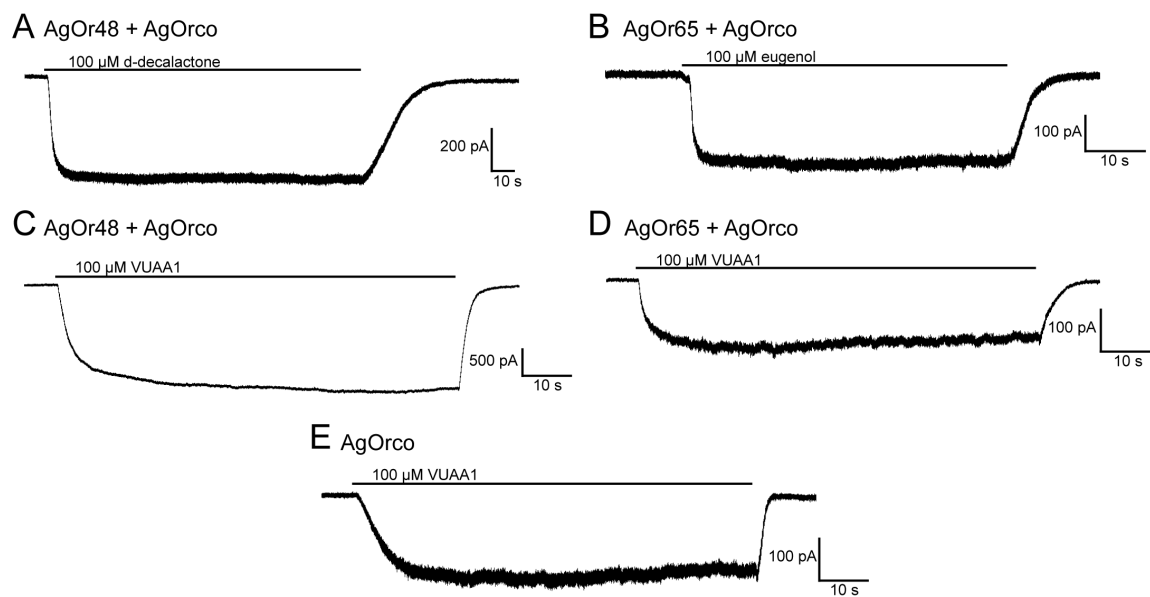 A AgOr48 + AgOrco
100 µM d-decalactone
200 pA
10 s
B AgOr65 + AgOrco
100 µM eugenol
100 pA
10 s
C AgOr48 + AgOrco
100 µM VUAA1
500 pA
10 s
D AgOr65 + AgOrco
100 µM VUAA1
100 pA
10 s
E AgOrco
100 µM VUAA1
100 pA
10 s